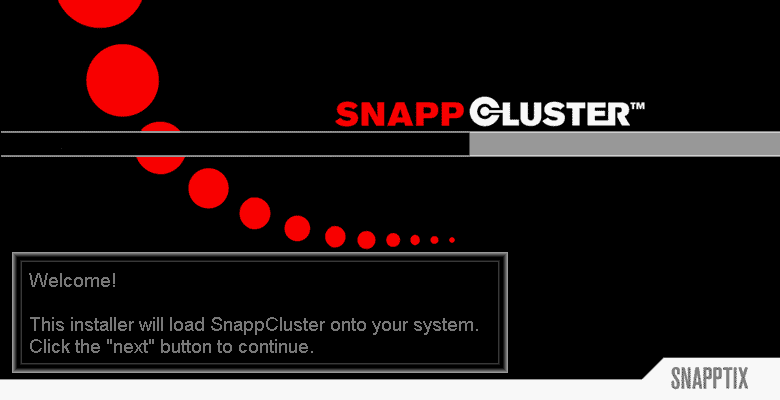 SNAPPCLUSTER™
Welcome!
This installer will load SnappCluster onto your system.
Click the "next" button to continue.
SNAPPTIX